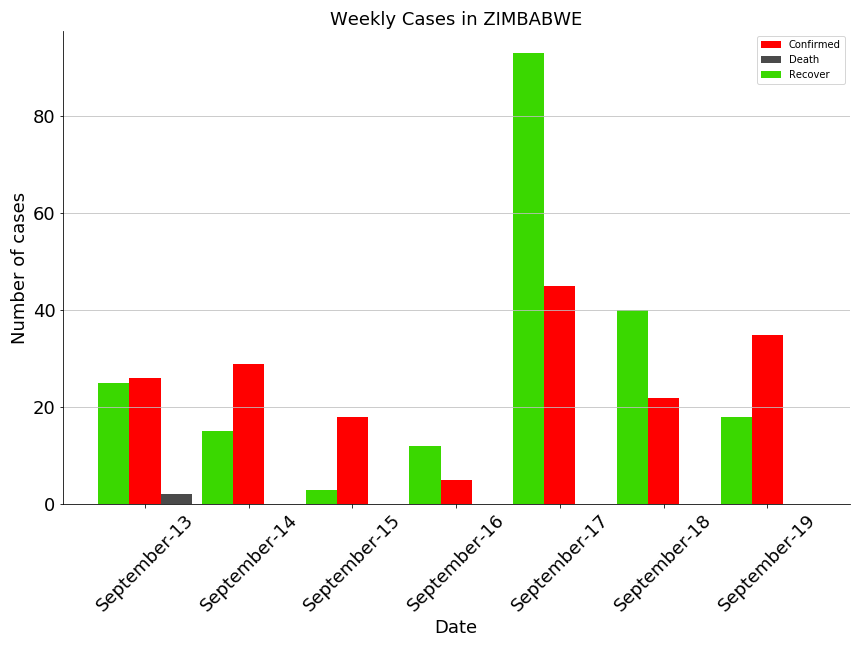 Weekly Cases in ZIMBABWE
Confirmed
Death
Recover
Number of cases
80
60
40
20
0
September-13
September-14
September-15
September-16
September-17
September-18
September-19
Date